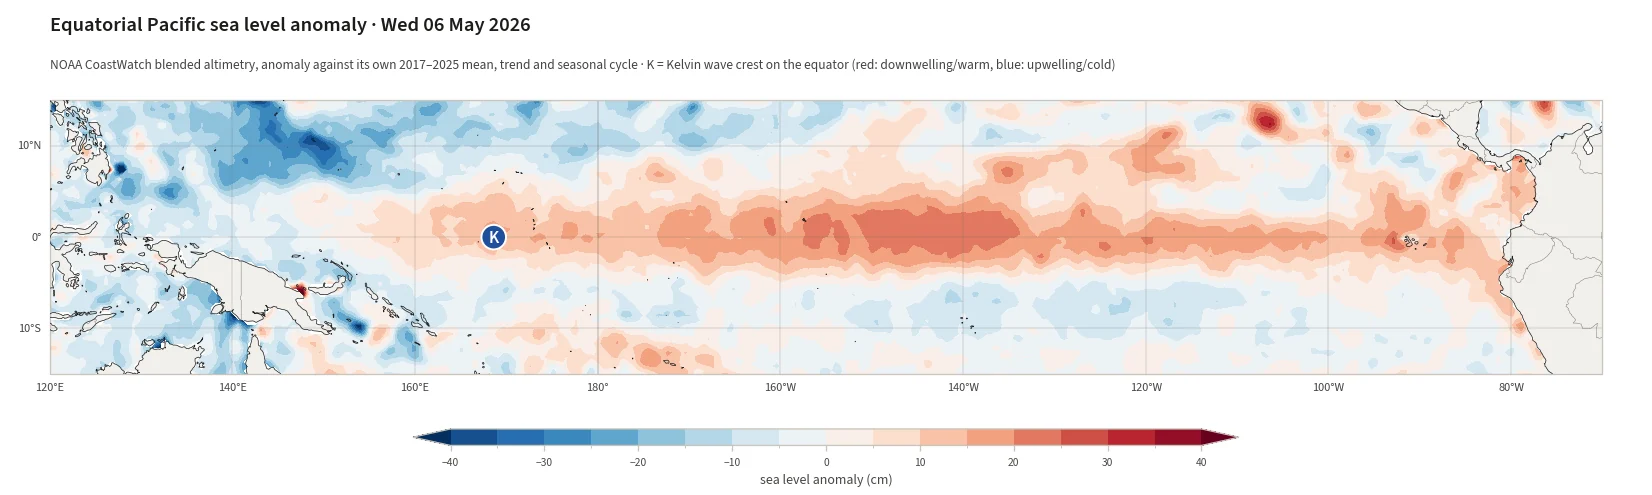 Equatorial Pacific sea level anomaly · Wed 06 May 2026
NOAA CoastWatch blended altimetry, anomaly against its own 2017–2025 mean, trend and seasonal cycle · K = Kelvin wave crest on the equator (red: downwelling/warm, blue: upwelling/cold)
10°N
0°
K
10°S
120°E 140°E 160°E 180° 160°W 140°W 120°W 100°W 80°W
−40 −30 −20 −10 0 10 20 30 40
sea level anomaly (cm)